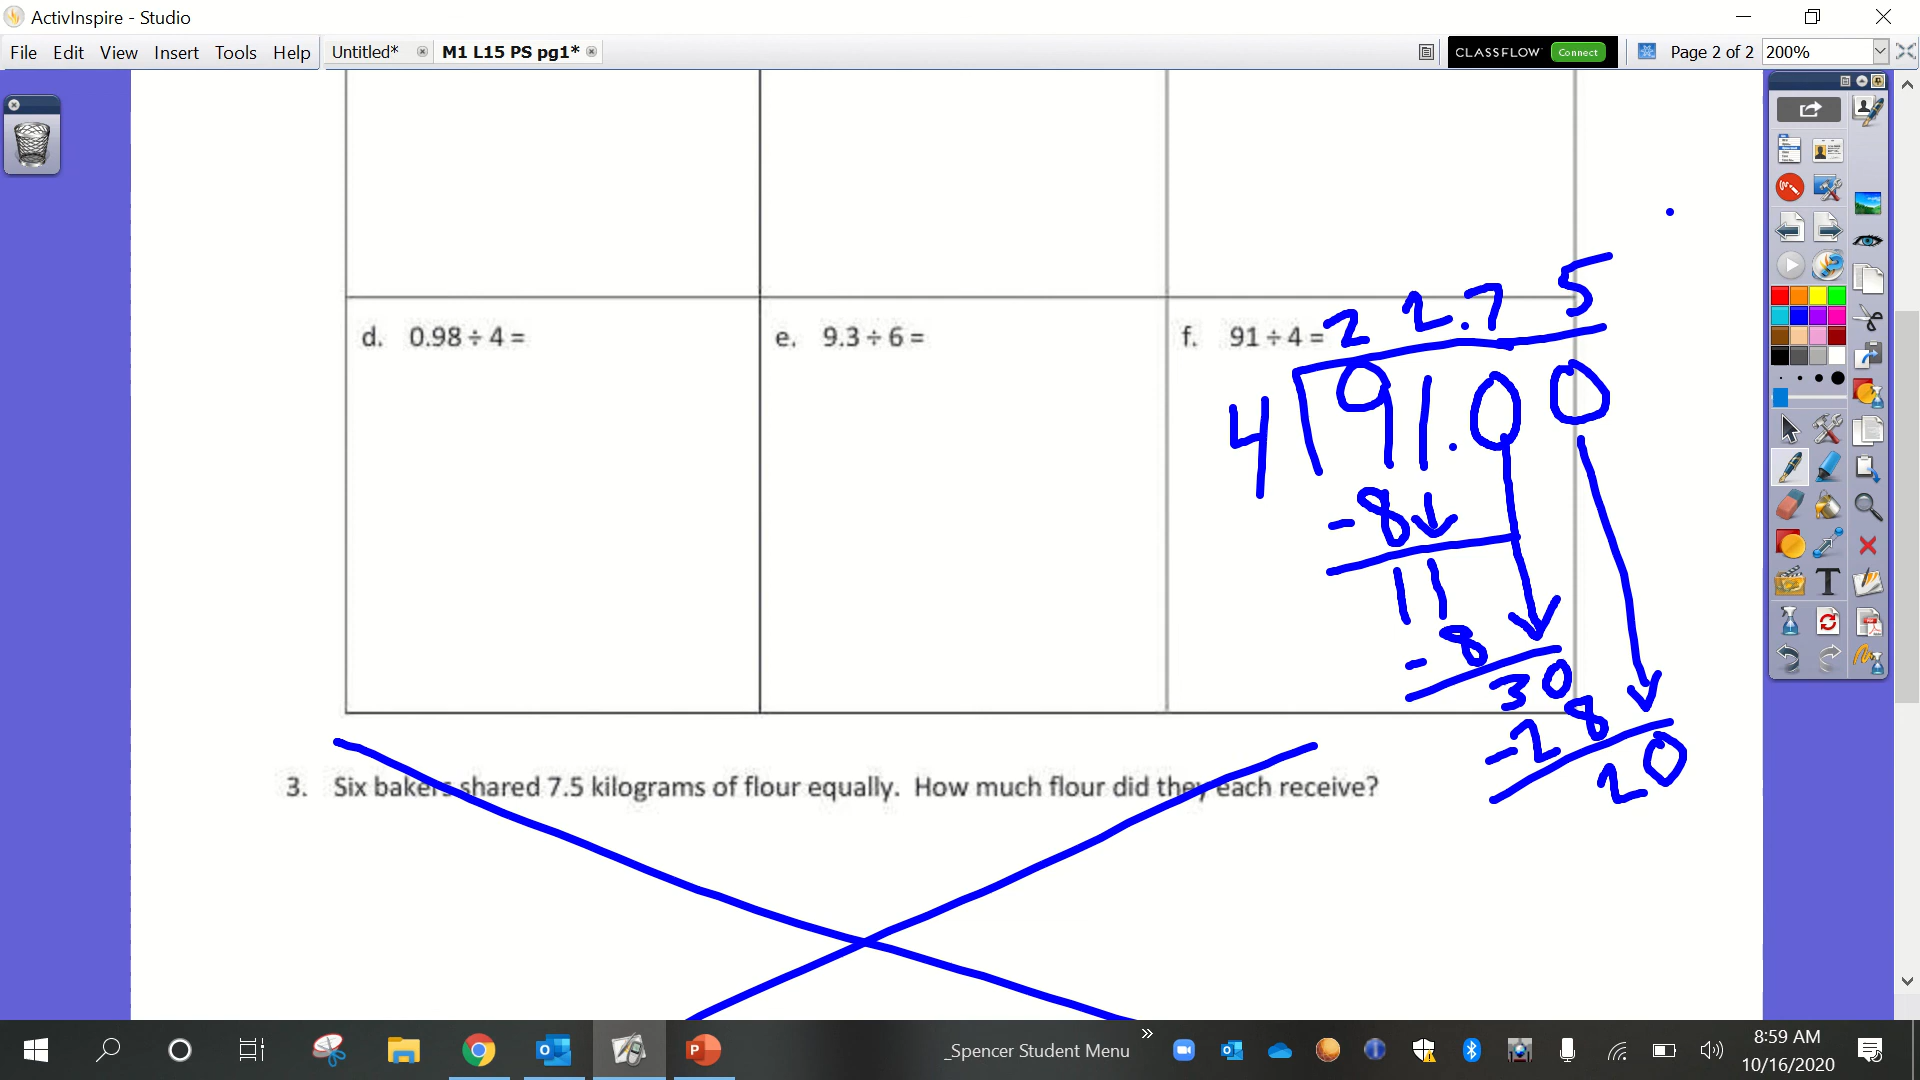 ActivInspire - Studio
File Edit View Insert Tools Help
Untitled*
M1 L15 PS pg1*
CLASSFLOW Connect
Page 2 of 2
200%
d. 0.98 ÷ 4 =
e. 9.3 ÷ 6 =
f. 91 ÷ 4 =
2 2.75
4 91.00
-8
11
-8
30
-28
20
3. Six bakers shared 7.5 kilograms of flour equally. How much flour did they each receive?
_Spencer Student Menu
8:59 AM
10/16/2020